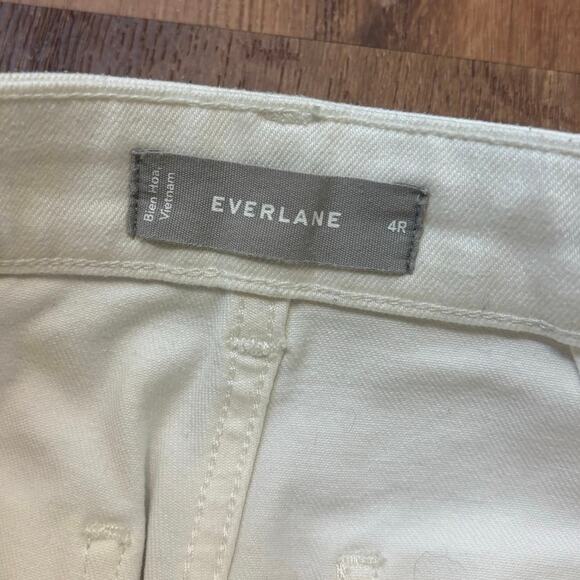 Bien Hoa,
Vietnam
EVERLANE
4R